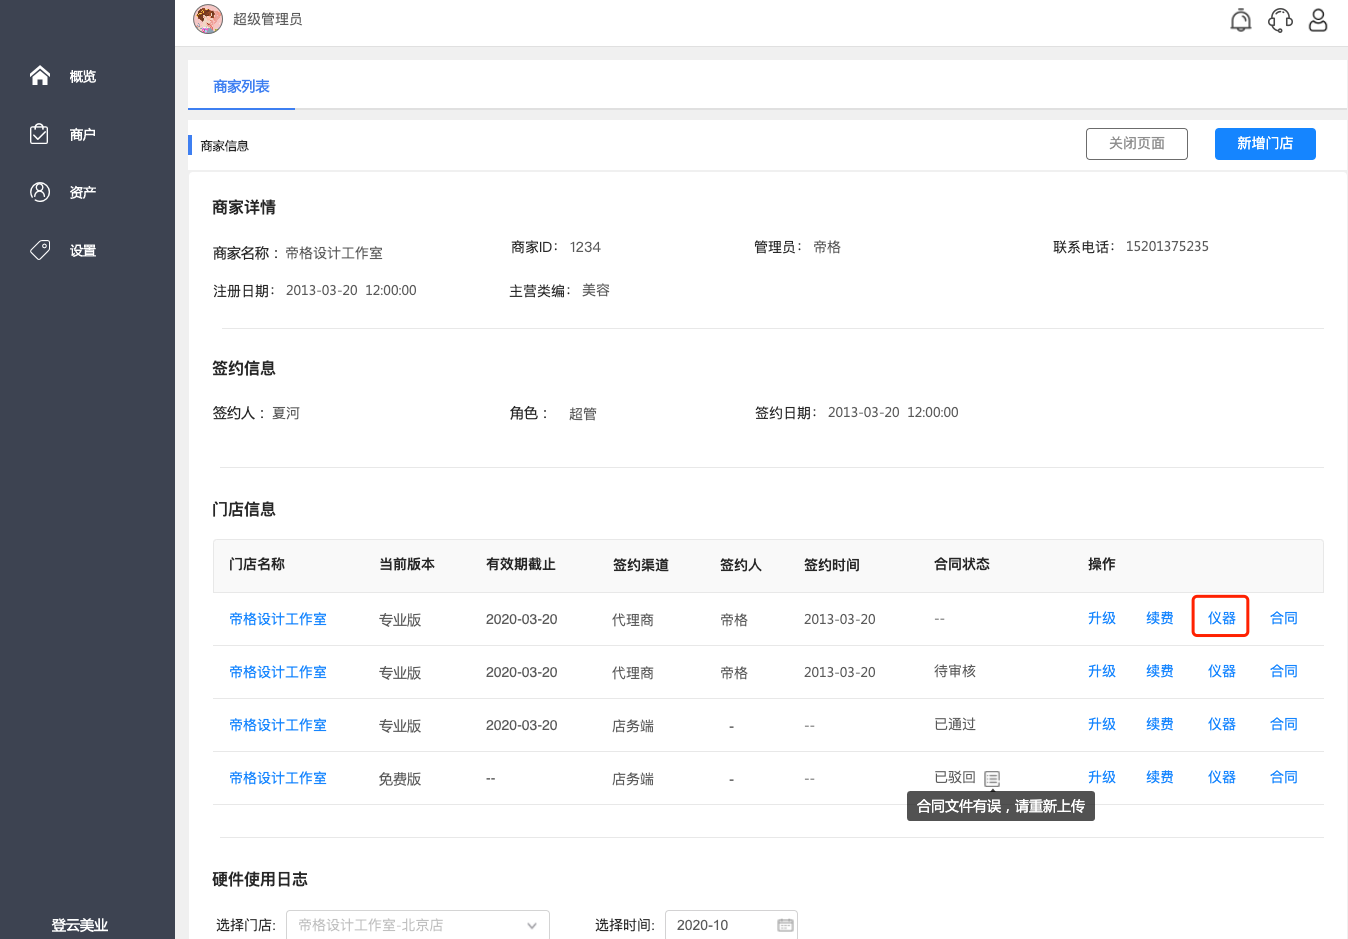 超级管理员
概览
商户
资产
设置
登云美业
商家列表
商家信息
关闭页面
新增门店
商家详情
商家名称： 帝格设计工作室
商家ID： 1234
管理员： 帝格
联系电话： 15201375235
注册日期： 2013-03-20 12:00:00
主营类编： 美容
签约信息
签约人： 夏河
角色： 超管
签约日期： 2013-03-20 12:00:00
门店信息
门店名称 当前版本 有效期截止 签约渠道 签约人 签约时间 合同状态 操作
帝格设计工作室 专业版 2020-03-20 代理商 帝格 2013-03-20 -- 升级 续费 仪器 合同
帝格设计工作室 专业版 2020-03-20 代理商 帝格 2013-03-20 待审核 升级 续费 仪器 合同
帝格设计工作室 专业版 2020-03-20 店务端 - -- 已通过 升级 续费 仪器 合同
帝格设计工作室 免费版 -- 店务端 - -- 已驳回 升级 续费 仪器 合同
合同文件有误，请重新上传
硬件使用日志
选择门店: 帝格设计工作室-北京店
选择时间: 2020-10